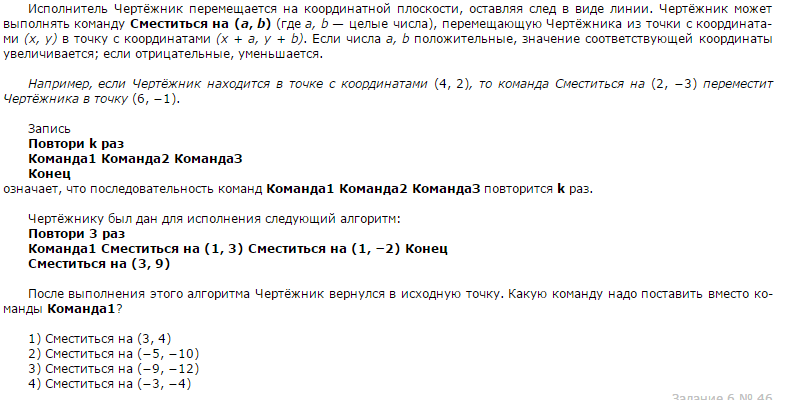 Исполнитель Чертёжник перемещается на координатной плоскости, оставляя след в виде линии. Чертёжник может
выполнять команду Сместиться на (a, b) (где a, b — целые числа), перемещающую Чертёжника из точки с координата-
ми (x, y) в точку с координатами (x + a, y + b). Если числа a, b положительные, значение соответствующей координаты
увеличивается; если отрицательные, уменьшается.
Например, если Чертёжник находится в точке с координатами (4, 2), то команда Сместиться на (2, −3) переместит
Чертёжника в точку (6, −1).
Запись
Повтори k раз
Команда1 Команда2 Команда3
Конец
означает, что последовательность команд Команда1 Команда2 Команда3 повторится k раз.
Чертёжнику был дан для исполнения следующий алгоритм:
Повтори 3 раз
Команда1 Сместиться на (1, 3) Сместиться на (1, −2) Конец
Сместиться на (3, 9)
После выполнения этого алгоритма Чертёжник вернулся в исходную точку. Какую команду надо поставить вместо ко-
манды Команда1?
1) Сместиться на (3, 4)
2) Сместиться на (−5, −10)
3) Сместиться на (−9, −12)
4) Сместиться на (−3, −4)
Задание 6 № 46